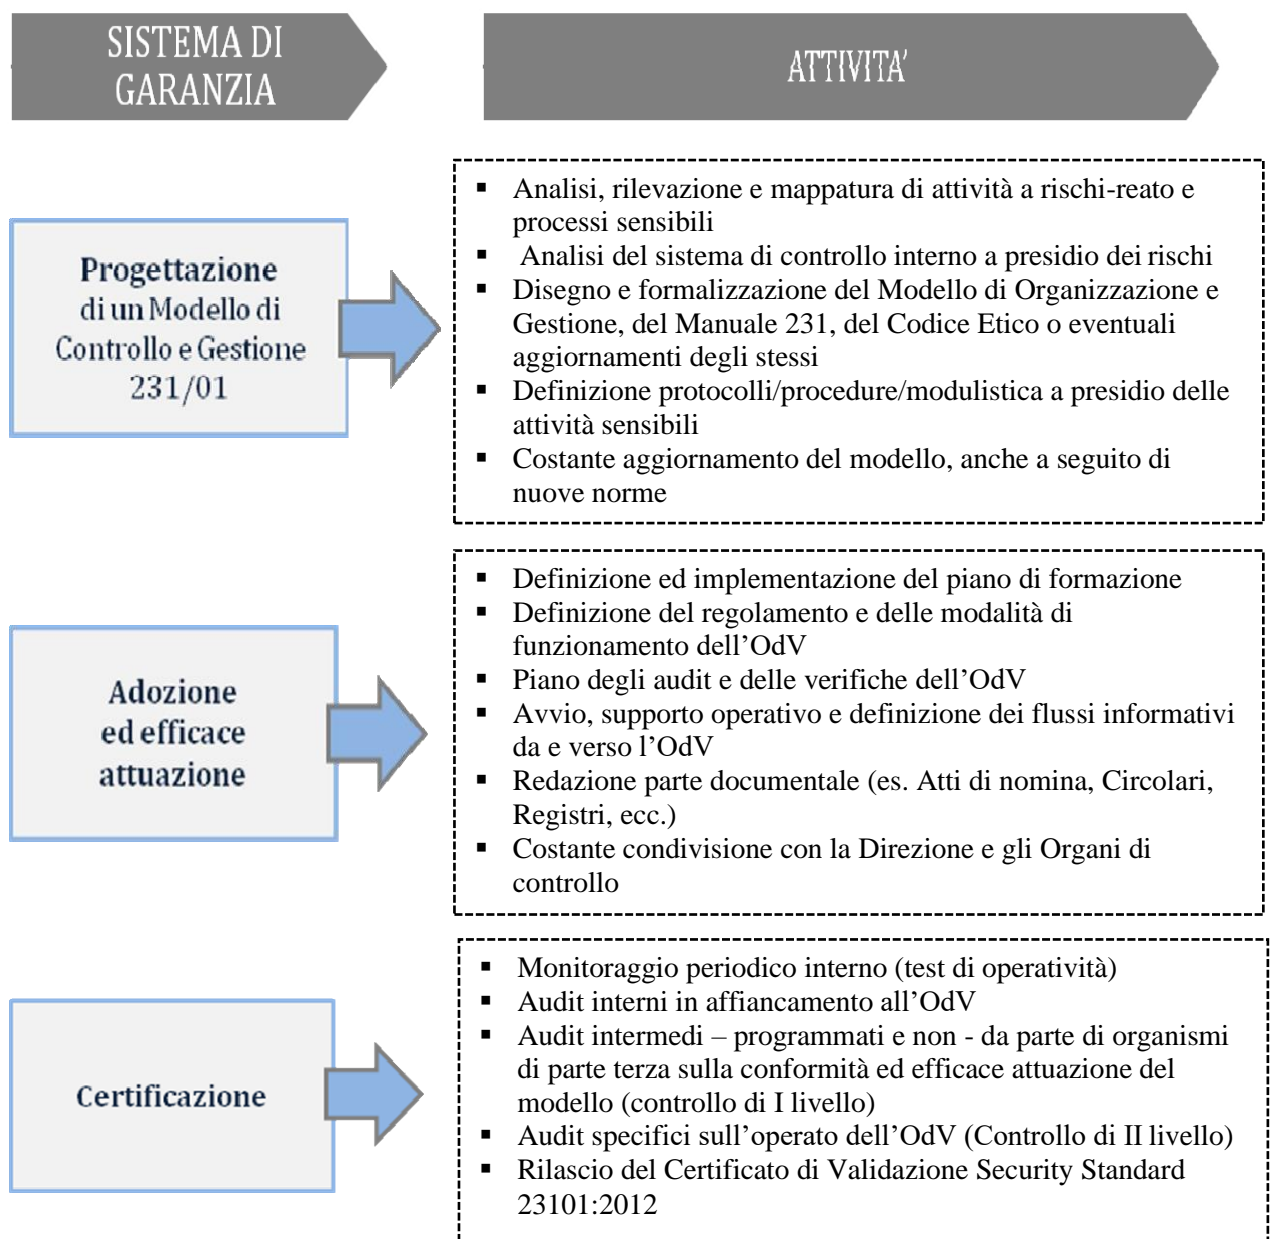 SISTEMA DI
GARANZIA
ATTIVITA’
Progettazione
di un Modello di
Controllo e Gestione
231/01
▪ Analisi, rilevazione e mappatura di attività a rischi-reato e
processi sensibili
▪ Analisi del sistema di controllo interno a presidio dei rischi
▪ Disegno e formalizzazione del Modello di Organizzazione e
Gestione, del Manuale 231, del Codice Etico o eventuali
aggiornamenti degli stessi
▪ Definizione protocolli/procedure/modulistica a presidio delle
attività sensibili
▪ Costante aggiornamento del modello, anche a seguito di
nuove norme
Adozione
ed efficace
attuazione
▪ Definizione ed implementazione del piano di formazione
▪ Definizione del regolamento e delle modalità di
funzionamento dell’OdV
▪ Piano degli audit e delle verifiche dell’OdV
▪ Avvio, supporto operativo e definizione dei flussi informativi
da e verso l’OdV
▪ Redazione parte documentale (es. Atti di nomina, Circolari,
Registri, ecc.)
▪ Costante condivisione con la Direzione e gli Organi di
controllo
Certificazione
▪ Monitoraggio periodico interno (test di operatività)
▪ Audit interni in affiancamento all’OdV
▪ Audit intermedi – programmati e non - da parte di organismi
di parte terza sulla conformità ed efficace attuazione del
modello (controllo di I livello)
▪ Audit specifici sull’operato dell’OdV (Controllo di II livello)
▪ Rilascio del Certificato di Validazione Security Standard
23101:2012